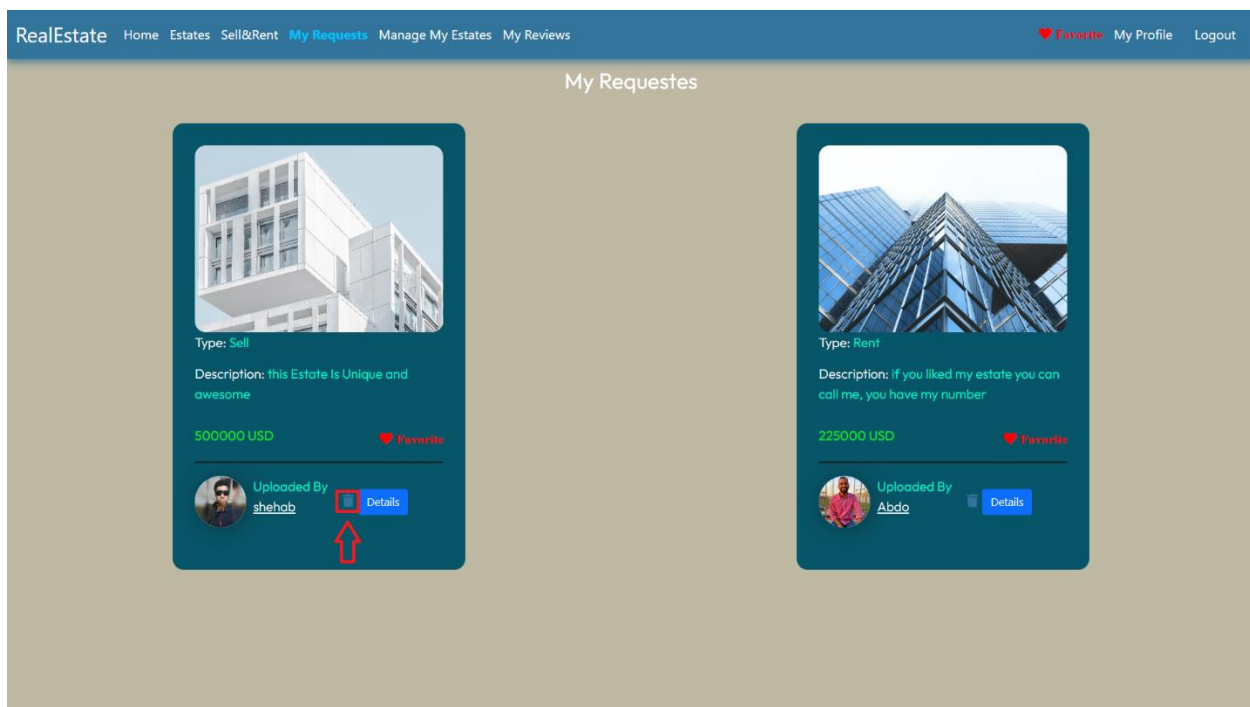 RealEstate Home Estates Sell&Rent My Requests Manage My Estates My Reviews Favorite My Profile Logout
My Requestes
Type: Sell
Description: this Estate Is Unique and
awesome
500000 USD Favorite
Uploaded By
shehab
Details
Type: Rent
Description: if you liked my estate you can
call me, you have my number
225000 USD Favorite
Uploaded By
Abdo
Details